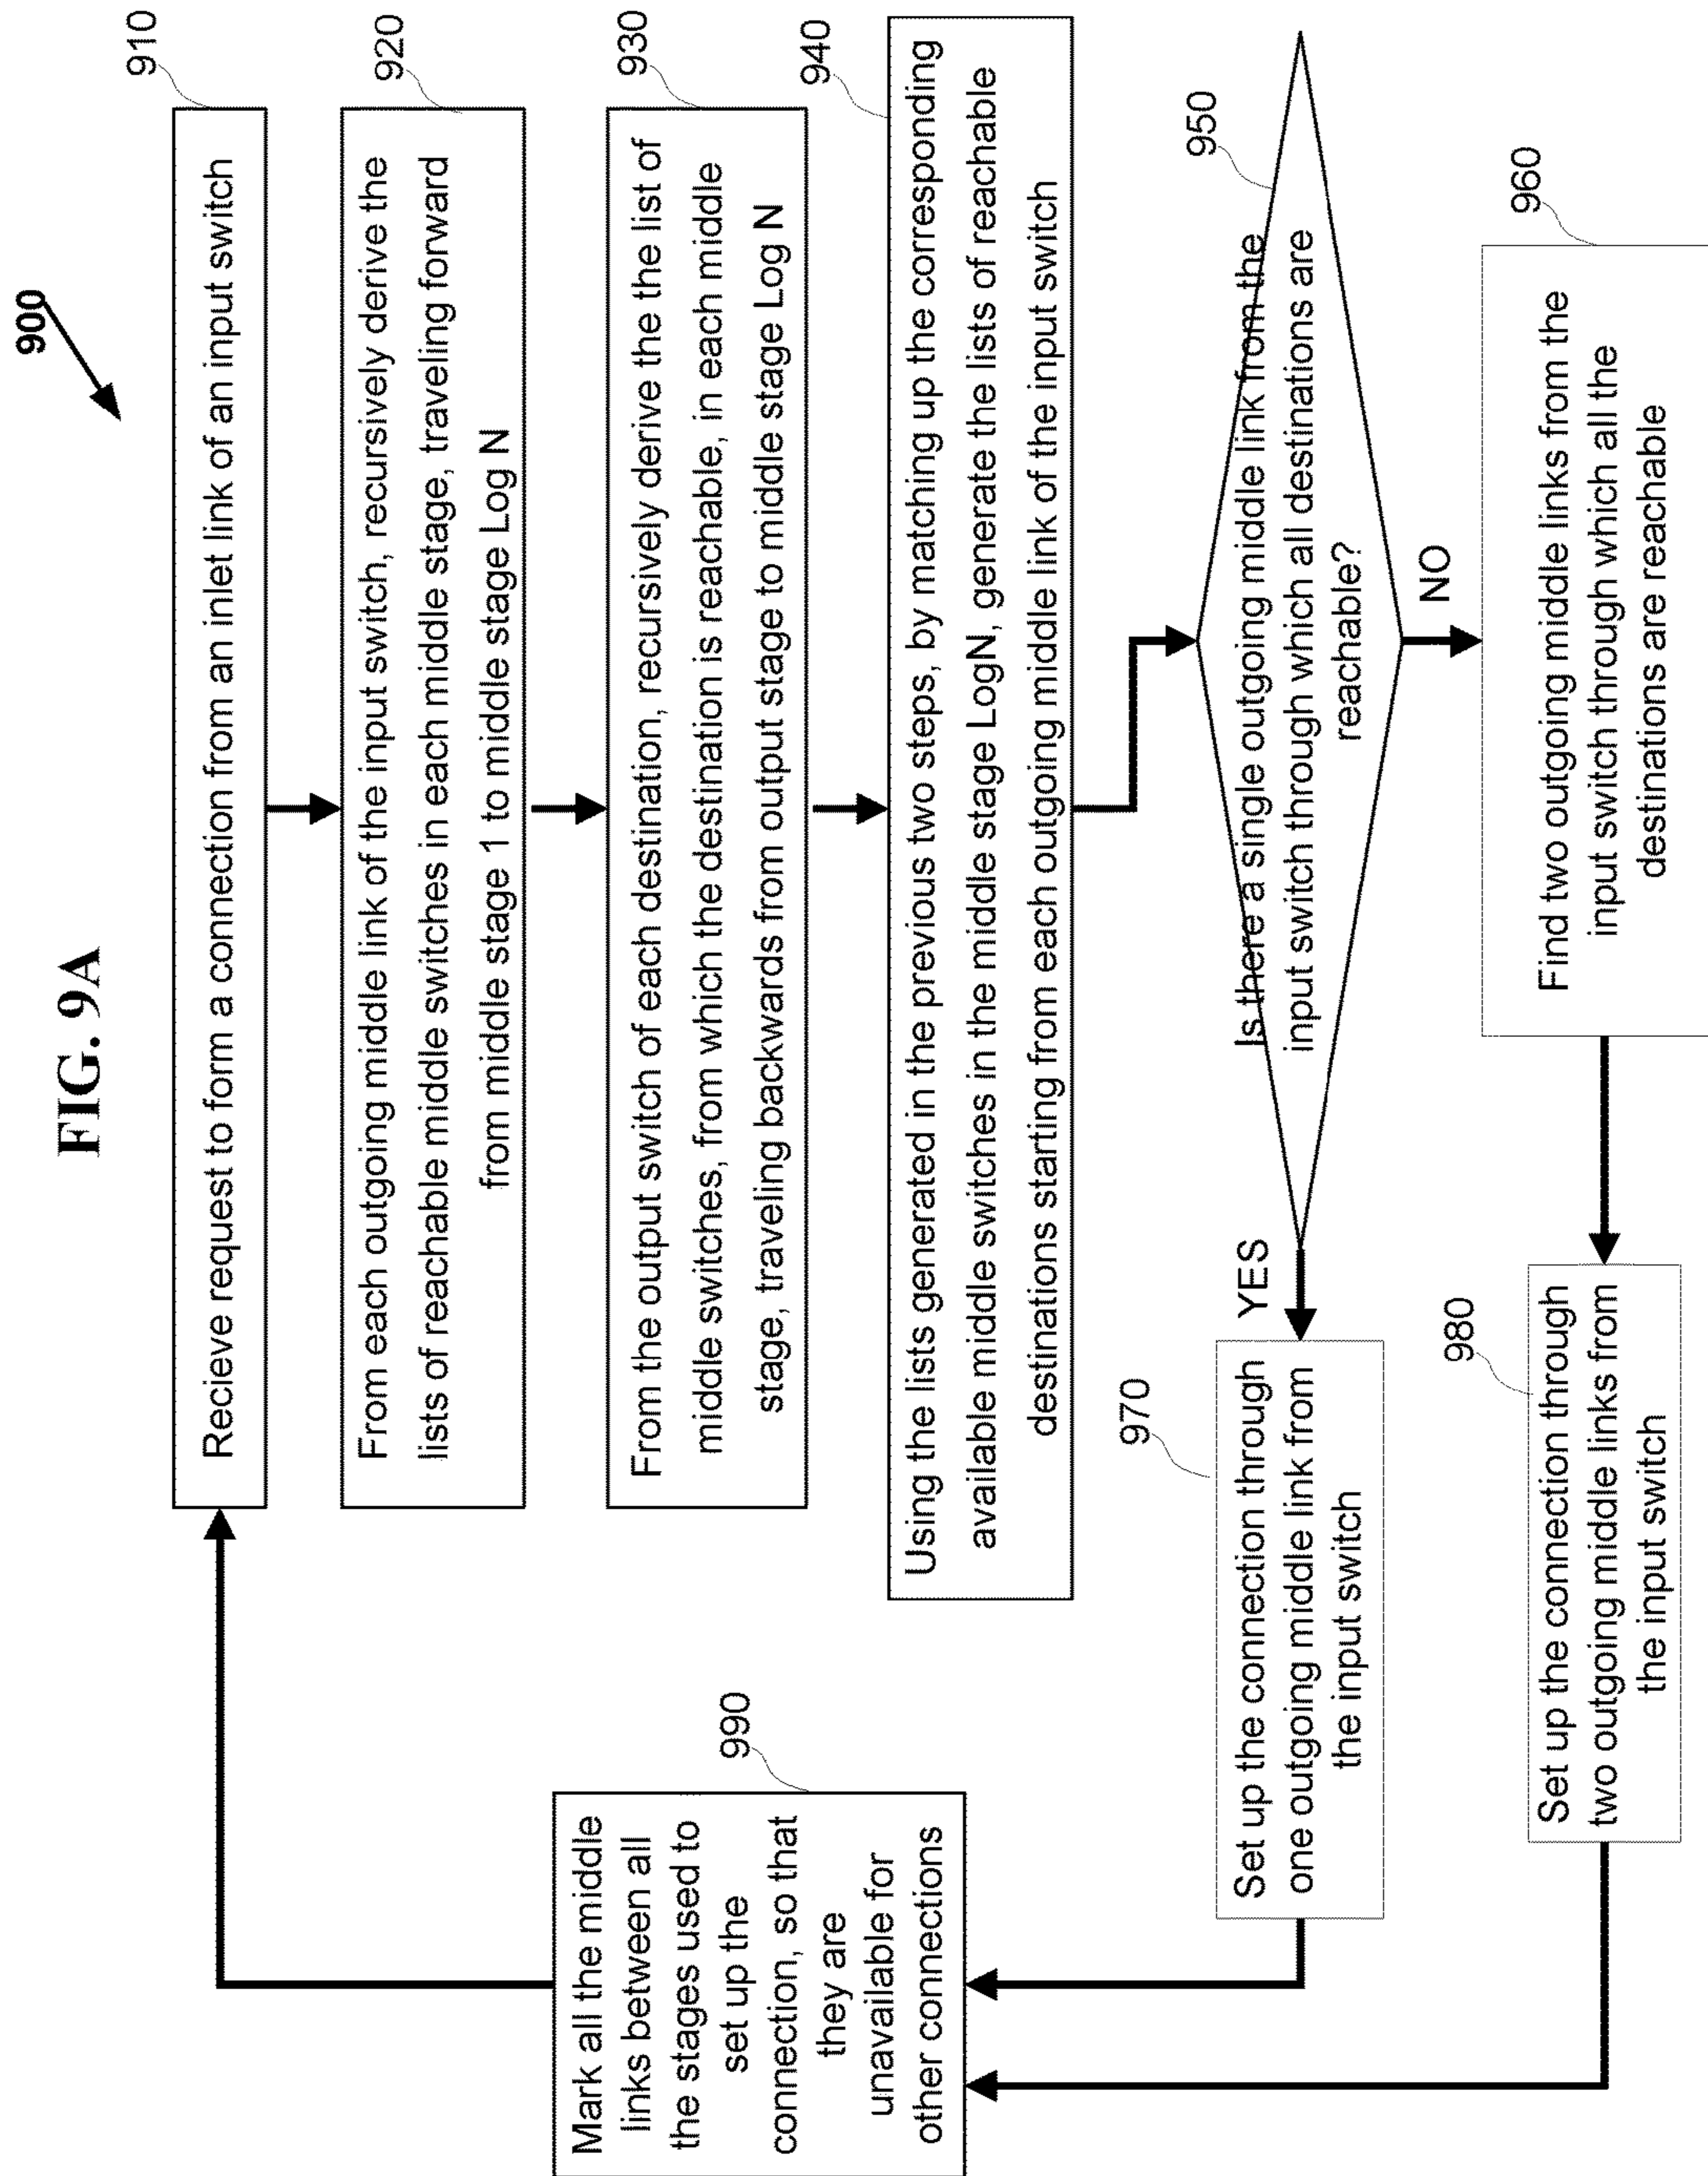 FIG. 9A
900
910
Recieve request to form a connection from an inlet link of an input switch
920
From each outgoing middle link of the input switch, recursively derive the
lists of reachable middle switches in each middle stage, traveling forward
from middle stage 1 to middle stage Log N
930
From the output switch of each destination, recursively derive the the list of
middle switches, from which the destination is reachable, in each middle
stage, traveling backwards from output stage to middle stage Log N
940
Using the lists generated in the previous two steps, by matching up the corresponding
available middle switches in the middle stage LogN, generate the lists of reachable
destinations starting from each outgoing middle link of the input switch
950
Is there a single outgoing middle link from the
input switch through which all destinations are
reachable?
YES
NO
960
Find two outgoing middle links from the
input switch through which all the
destinations are reachable
970
Set up the connection through
one outgoing middle link from
the input switch
980
Set up the connection through
two outgoing middle links from
the input switch
990
Mark all the middle
links between all
the stages used to
set up the
connection, so that
they are
unavailable for
other connections